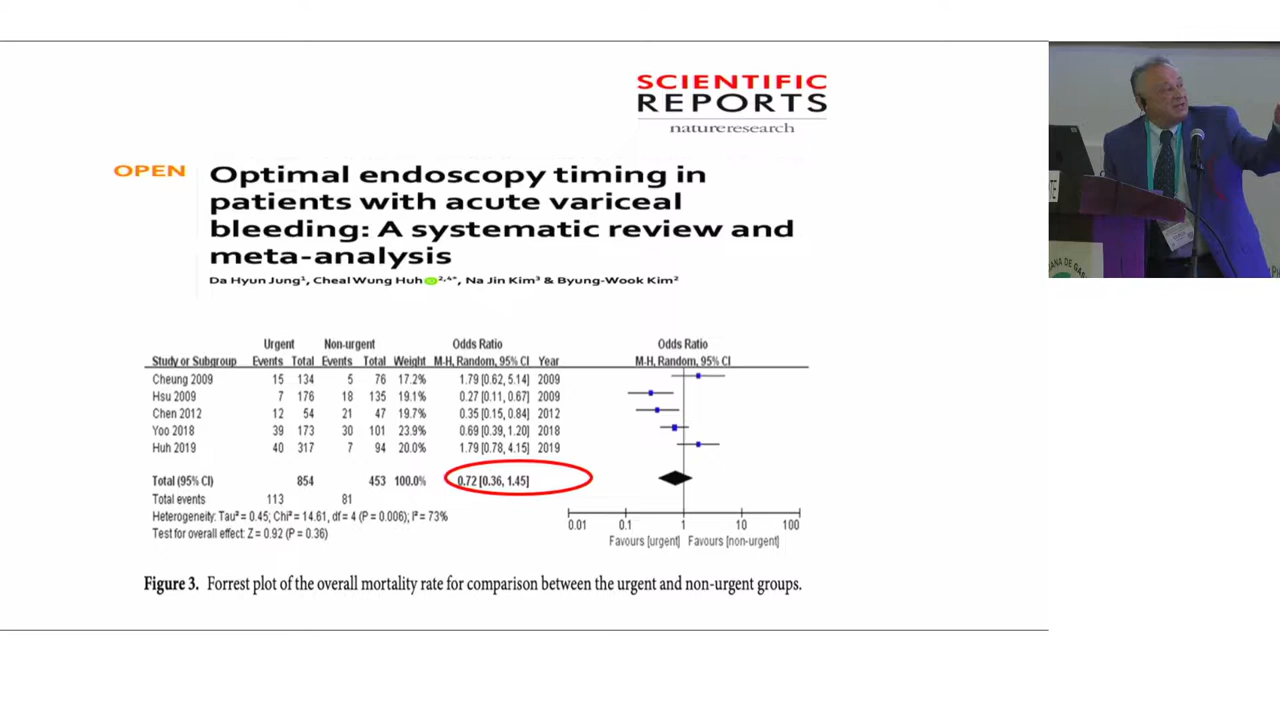 SCIENTIFIC
REPORTS
natureresearch
OPEN
Optimal endoscopy timing in
patients with acute variceal
bleeding: A systematic review and
meta-analysis
Da Hyun Jung¹, Cheal Wung Huh 2,4*, Na Jin Kim³ & Byung-Wook Kim²
Urgent Non-urgent Odds Ratio Odds Ratio
Study or Subgroup Events Total Events Total Weight M-H, Random, 95% CI Year M-H, Random, 95% CI
Cheung 2009 15 134 5 76 17.2% 1.79 [0.62, 5.14] 2009
Hsu 2009 7 176 18 135 19.1% 0.27 [0.11, 0.67] 2009
Chen 2012 12 54 21 47 19.7% 0.35 [0.15, 0.84] 2012
Yoo 2018 39 173 30 101 23.9% 0.69 [0.39, 1.20] 2018
Huh 2019 40 317 7 94 20.0% 1.79 [0.78, 4.15] 2019
Total (95% CI) 854 453 100.0% 0.72 [0.36, 1.45]
Total events 113 81
Heterogeneity: Tau² = 0.45; Chi² = 14.61, df = 4 (P = 0.006); I² = 73%
Test for overall effect: Z = 0.92 (P = 0.36)
0.01 0.1 1 10 100
Favours [urgent] Favours [non-urgent]
Figure 3. Forrest plot of the overall mortality rate for comparison between the urgent and non-urgent groups.
ANA DE GAS